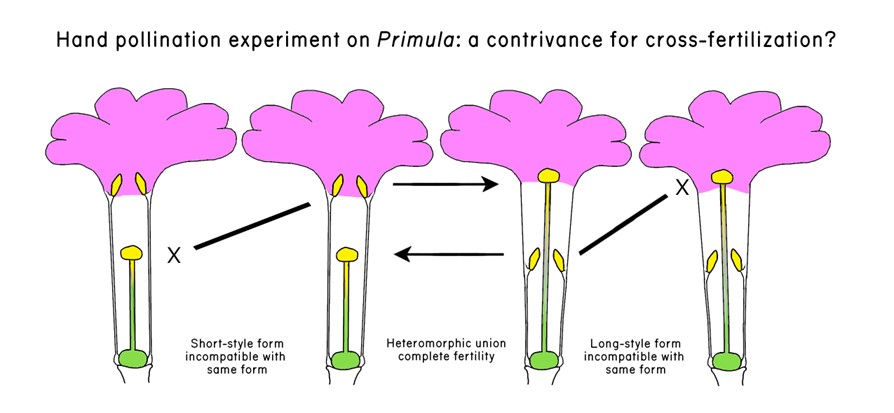 Hand pollination experiment on Primula: a contrivance for cross-fertilization?
X
X
Short-style form
incompatible with
same form
Heteromorphic union
complete fertility
Long-style form
incompatible with
same form